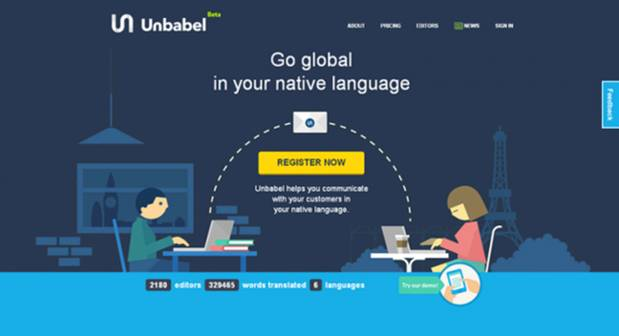 Unbabel Beta
ABOUT PRICING EDITORS NEWS SIGN IN
Go global
in your native language
Feedback
REGISTER NOW
Unbabel helps you communicate
with your customers in
your native language.
2180 editors 329465 words translated 6 languages
Try our demo!